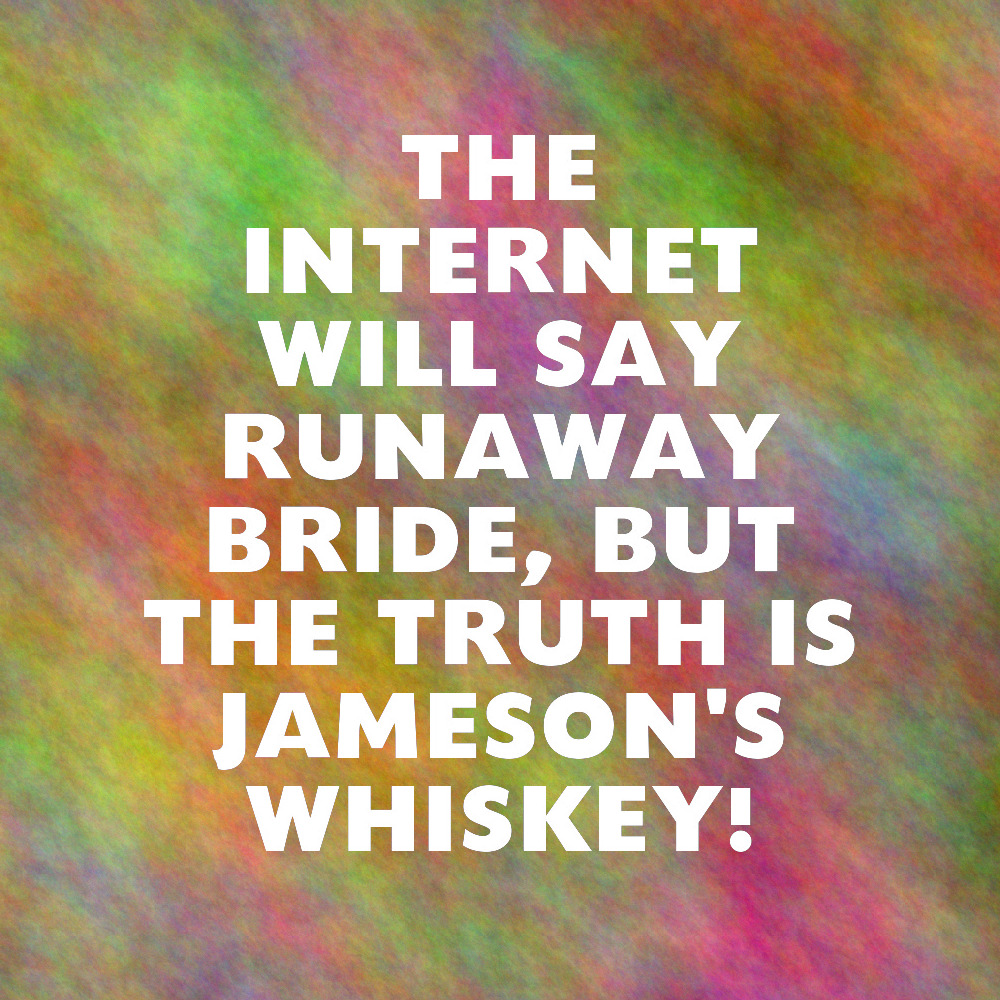 THE
INTERNET
WILL SAY
RUNAWAY
BRIDE, BUT
THE TRUTH IS
JAMESON'S
WHISKEY!